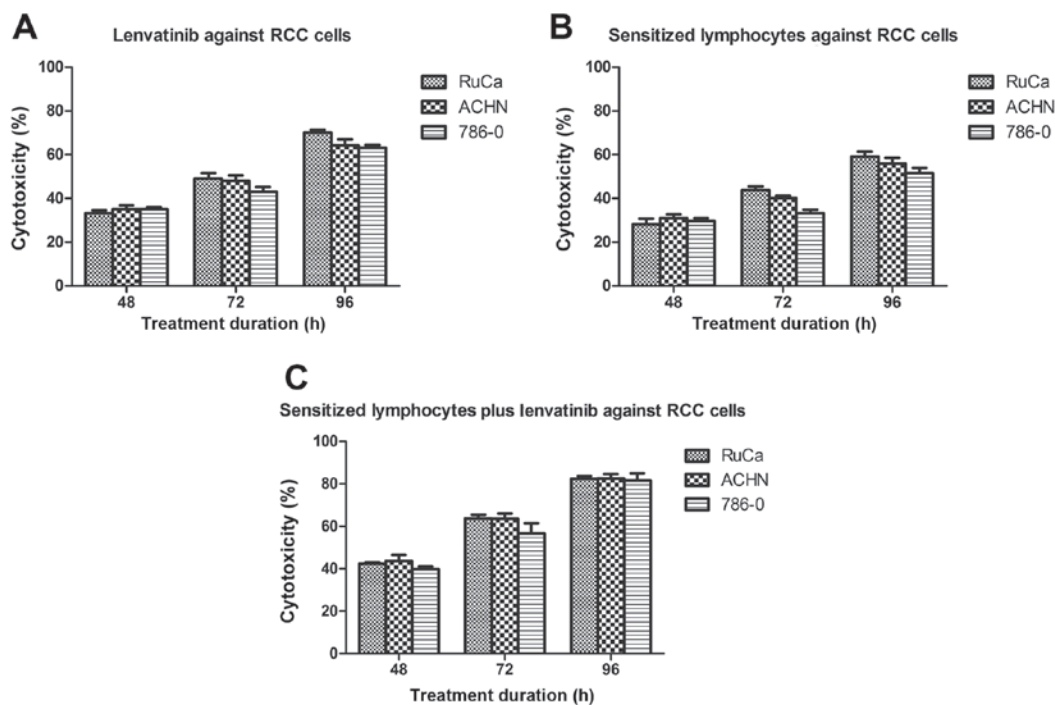 A
Lenvatinib against RCC cells
100
80
60
40
20
0
Cytotoxicity (%)
48
72
96
Treatment duration (h)
RuCa
ACHN
786-0
B
Sensitized lymphocytes against RCC cells
100
80
60
40
20
0
Cytotoxicity (%)
48
72
96
Treatment duration (h)
RuCa
ACHN
786-0
C
Sensitized lymphocytes plus lenvatinib against RCC cells
100
80
60
40
20
0
Cytotoxicity (%)
48
72
96
Treatment duration (h)
RuCa
ACHN
786-0